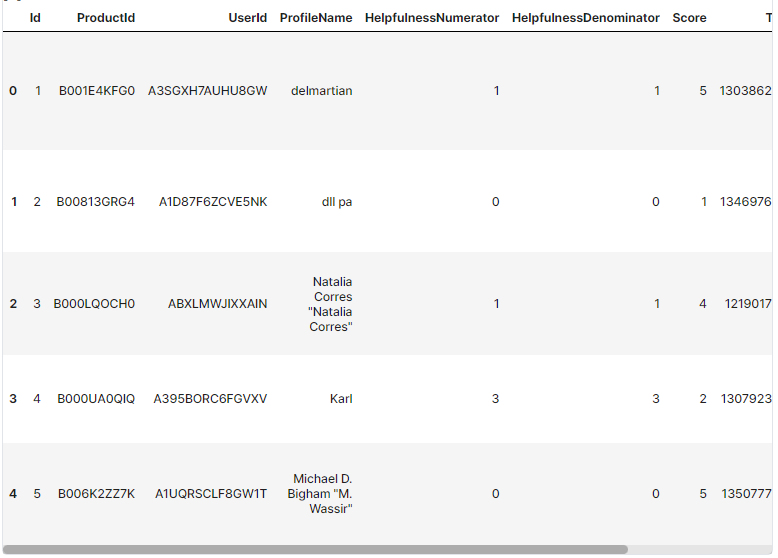 Id ProductId UserId ProfileName HelpfulnessNumerator HelpfulnessDenominator Score T
0 1 B001E4KFG0 A3SGXH7AUHU8GW delmartian 1 1 5 1303862
1 2 B00813GRG4 A1D87F6ZCVE5NK dll pa 0 0 1 1346976
2 3 B000LQOCH0 ABXLMWJIXXAIN Natalia
Corres
"Natalia
Corres" 1 1 4 1219017
3 4 B000UA0QIQ A395BORC6FGVXV Karl 3 3 2 1307923
4 5 B006K2ZZ7K A1UQRSCLF8GW1T Michael D.
Bigham "M.
Wassir" 0 0 5 1350777